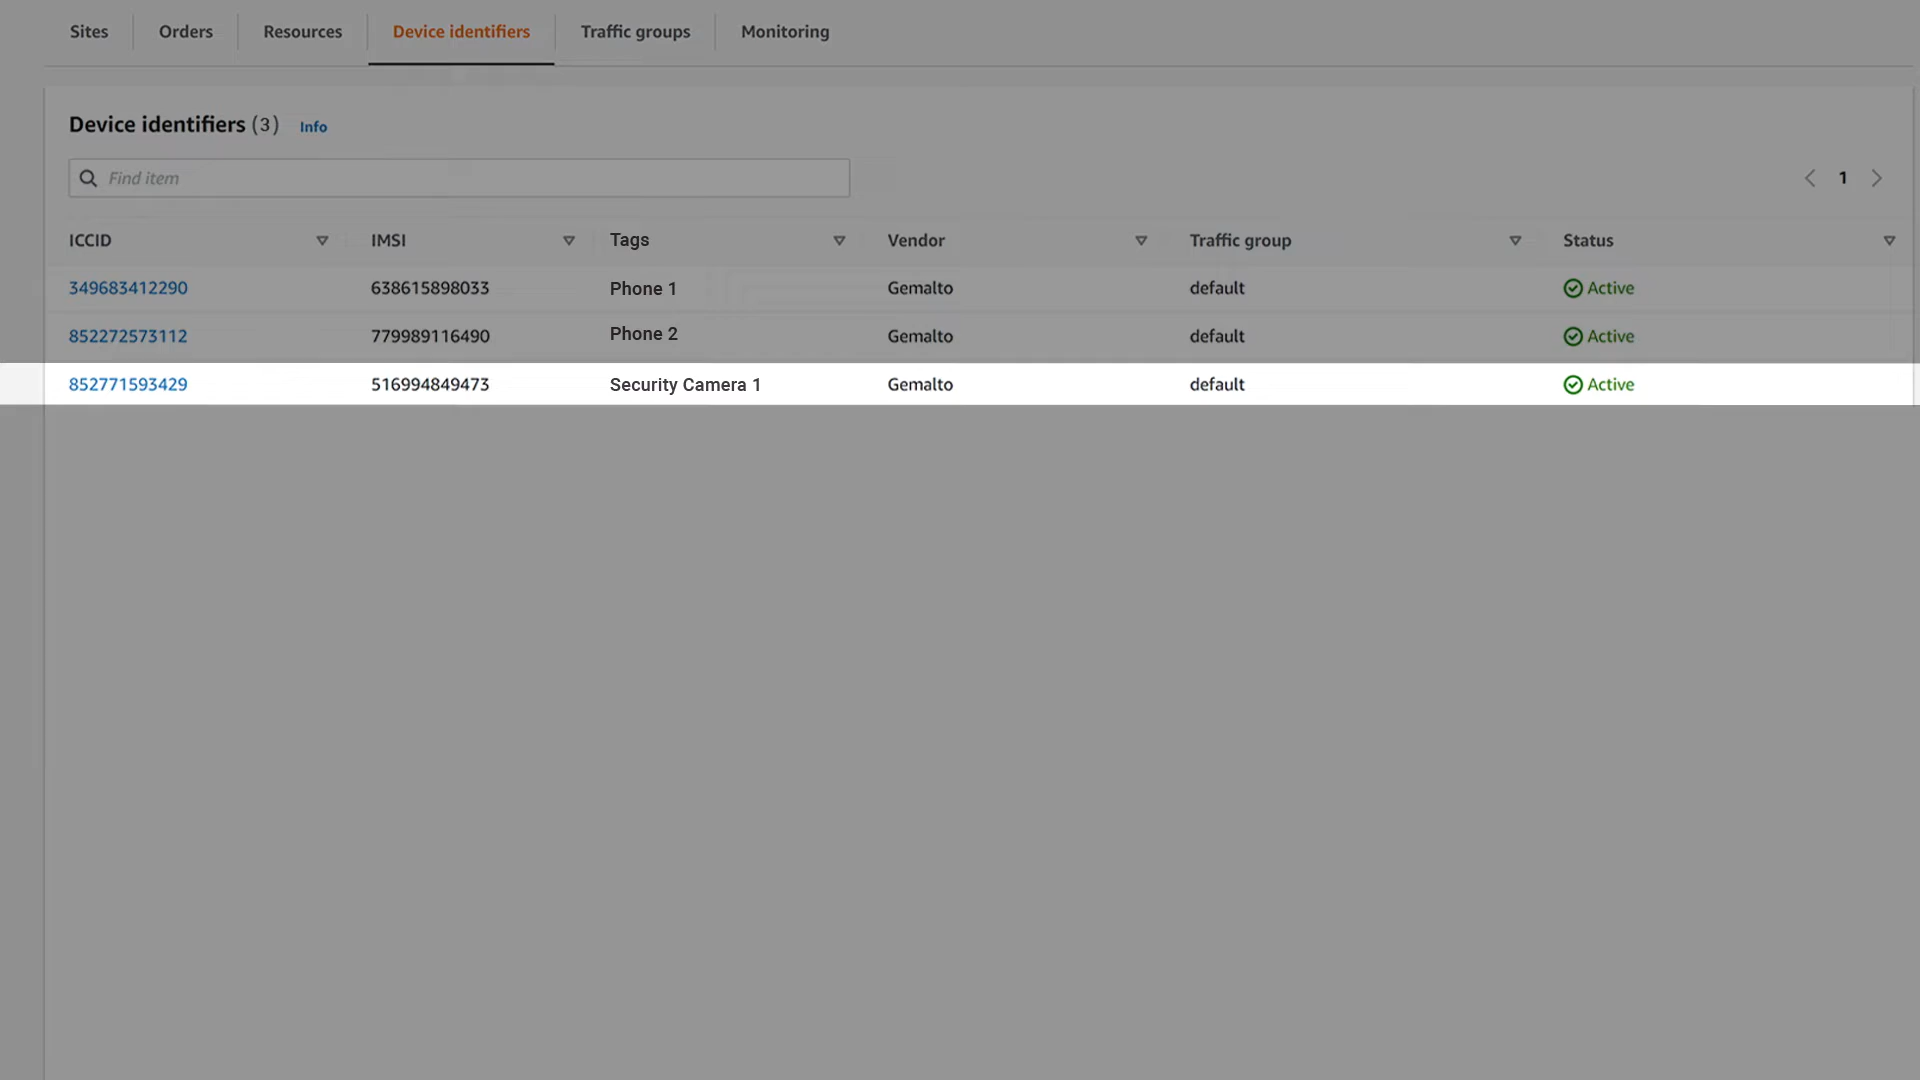 Sites Orders Resources Device identifiers Traffic groups Monitoring
Device identifiers (3) Info
Find item
1
ICCID IMSI Tags Vendor Traffic group Status
349683412290 638615898033 Phone 1 Gemalto default Active
852272573112 779989116490 Phone 2 Gemalto default Active
852771593429 516994849473 Security Camera 1 Gemalto default Active